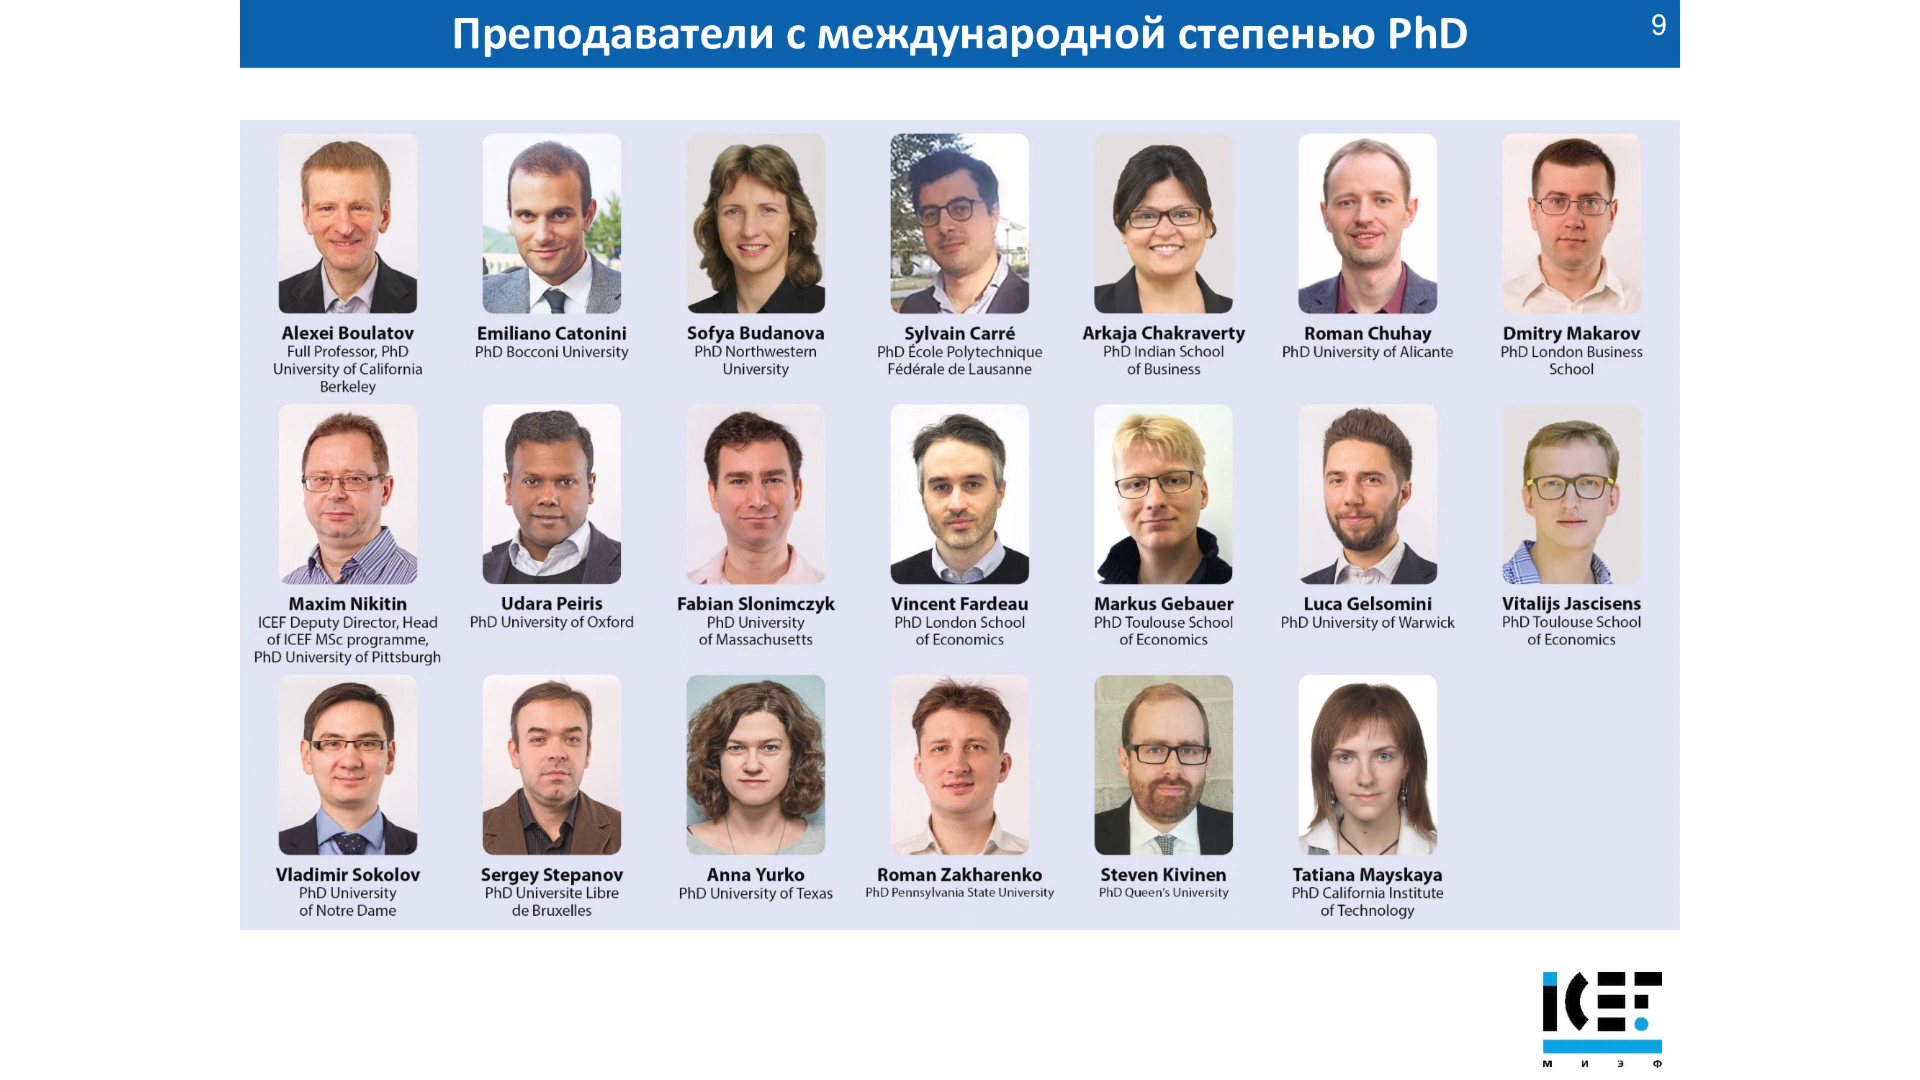 Преподаватели с международной степенью PhD
9
Alexei Boulatov
Full Professor, PhD
University of California
Berkeley
Emiliano Catonini
PhD Bocconi University
Sofya Budanova
PhD Northwestern
University
Sylvain Carré
PhD École Polytechnique
Fédérale de Lausanne
Arkaja Chakraverty
PhD Indian School
of Business
Roman Chuhay
PhD University of Alicante
Dmitry Makarov
PhD London Business
School
Maxim Nikitin
ICEF Deputy Director, Head
of ICEF MSc programme,
PhD University of Pittsburgh
Udara Peiris
PhD University of Oxford
Fabian Slonimczyk
PhD University
of Massachusetts
Vincent Fardeau
PhD London School
of Economics
Markus Gebauer
PhD Toulouse School
of Economics
Luca Gelsomini
PhD University of Warwick
Vitalijs Jascisens
PhD Toulouse School
of Economics
Vladimir Sokolov
PhD University
of Notre Dame
Sergey Stepanov
PhD Universite Libre
de Bruxelles
Anna Yurko
PhD University of Texas
Roman Zakharenko
PhD Pennsylvania State University
Steven Kivinen
PhD Queen's University
Tatiana Mayskaya
PhD California Institute
of Technology
iCEF
МИЭФ